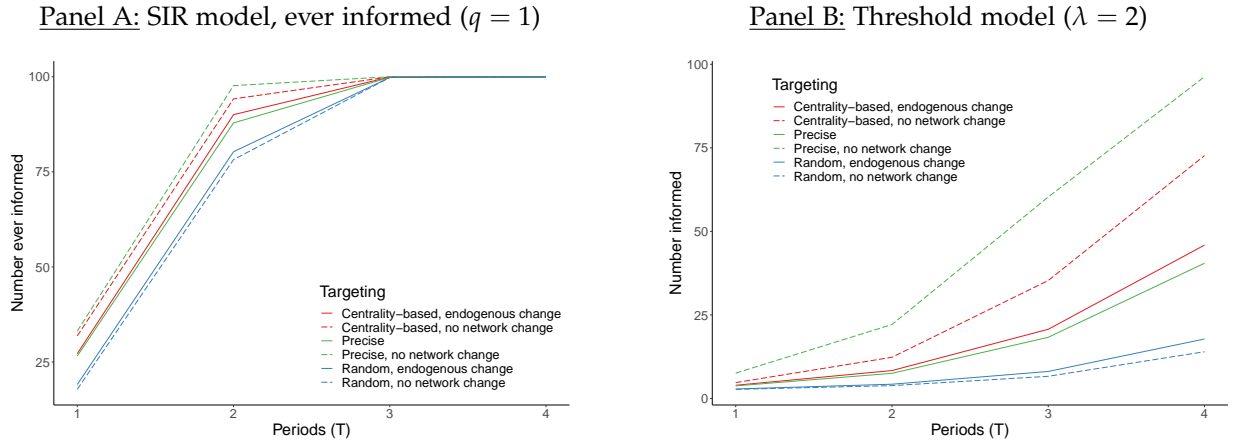 Panel A: SIR model, ever informed (q = 1)
100
75
50
25
Number ever informed
Targeting
Centrality−based, endogenous change
Centrality−based, no network change
Precise
Precise, no network change
Random, endogenous change
Random, no network change
1 2 3 4
Periods (T)
Panel B: Threshold model (λ = 2)
100
75
50
25
0
Number informed
Targeting
Centrality−based, endogenous change
Centrality−based, no network change
Precise
Precise, no network change
Random, endogenous change
Random, no network change
1 2 3 4
Periods (T)